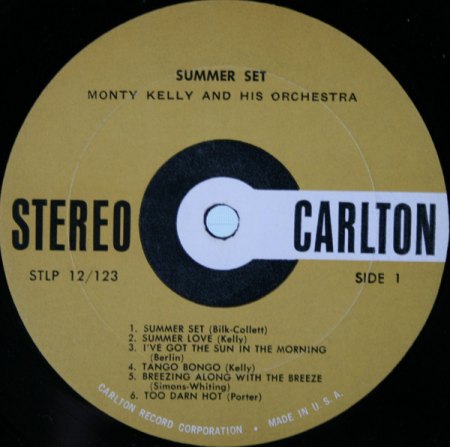 SUMMER SET
MONTY KELLY AND HIS ORCHESTRA
STEREO CARLTON
STLP 12/123 SIDE 1
1. SUMMER SET (Bilk-Collett)
2. SUMMER LOVE (Kelly)
3. I'VE GOT THE SUN IN THE MORNING
(Berlin)
4. TANGO BONGO (Kelly)
5. BREEZING ALONG WITH THE BREEZE
(Simons-Whiting)
6. TOO DARN HOT (Porter)
CARLTON RECORD CORPORATION • MADE IN U.S.A.